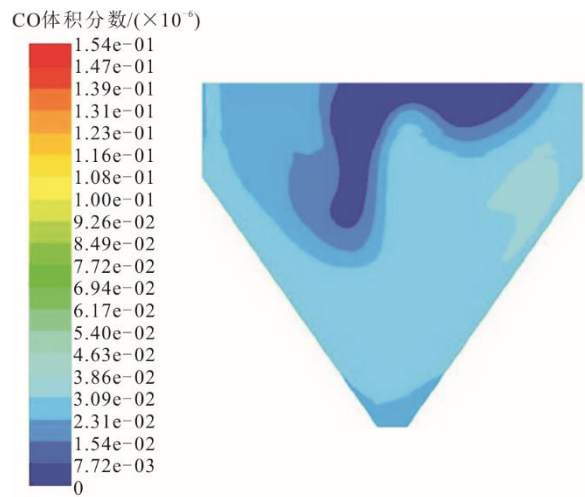 CO体积分数/(×10⁻⁶)
1.54e−01
1.47e−01
1.39e−01
1.31e−01
1.23e−01
1.16e−01
1.08e−01
1.00e−01
9.26e−02
8.49e−02
7.72e−02
6.94e−02
6.17e−02
5.40e−02
4.63e−02
3.86e−02
3.09e−02
2.31e−02
1.54e−02
7.72e−03
0